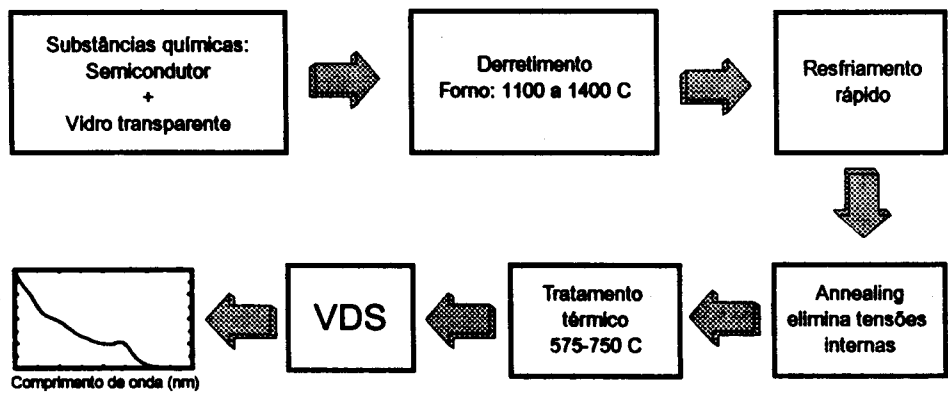 Substâncias químicas:
Semicondutor
+
Vidro transparente
Derretimento
Forno: 1100 a 1400 C
Resfriamento
rápido
Annealing
elimina tensões
internas
Tratamento
térmico
575-750 C
VDS
Comprimento de onda (nm)